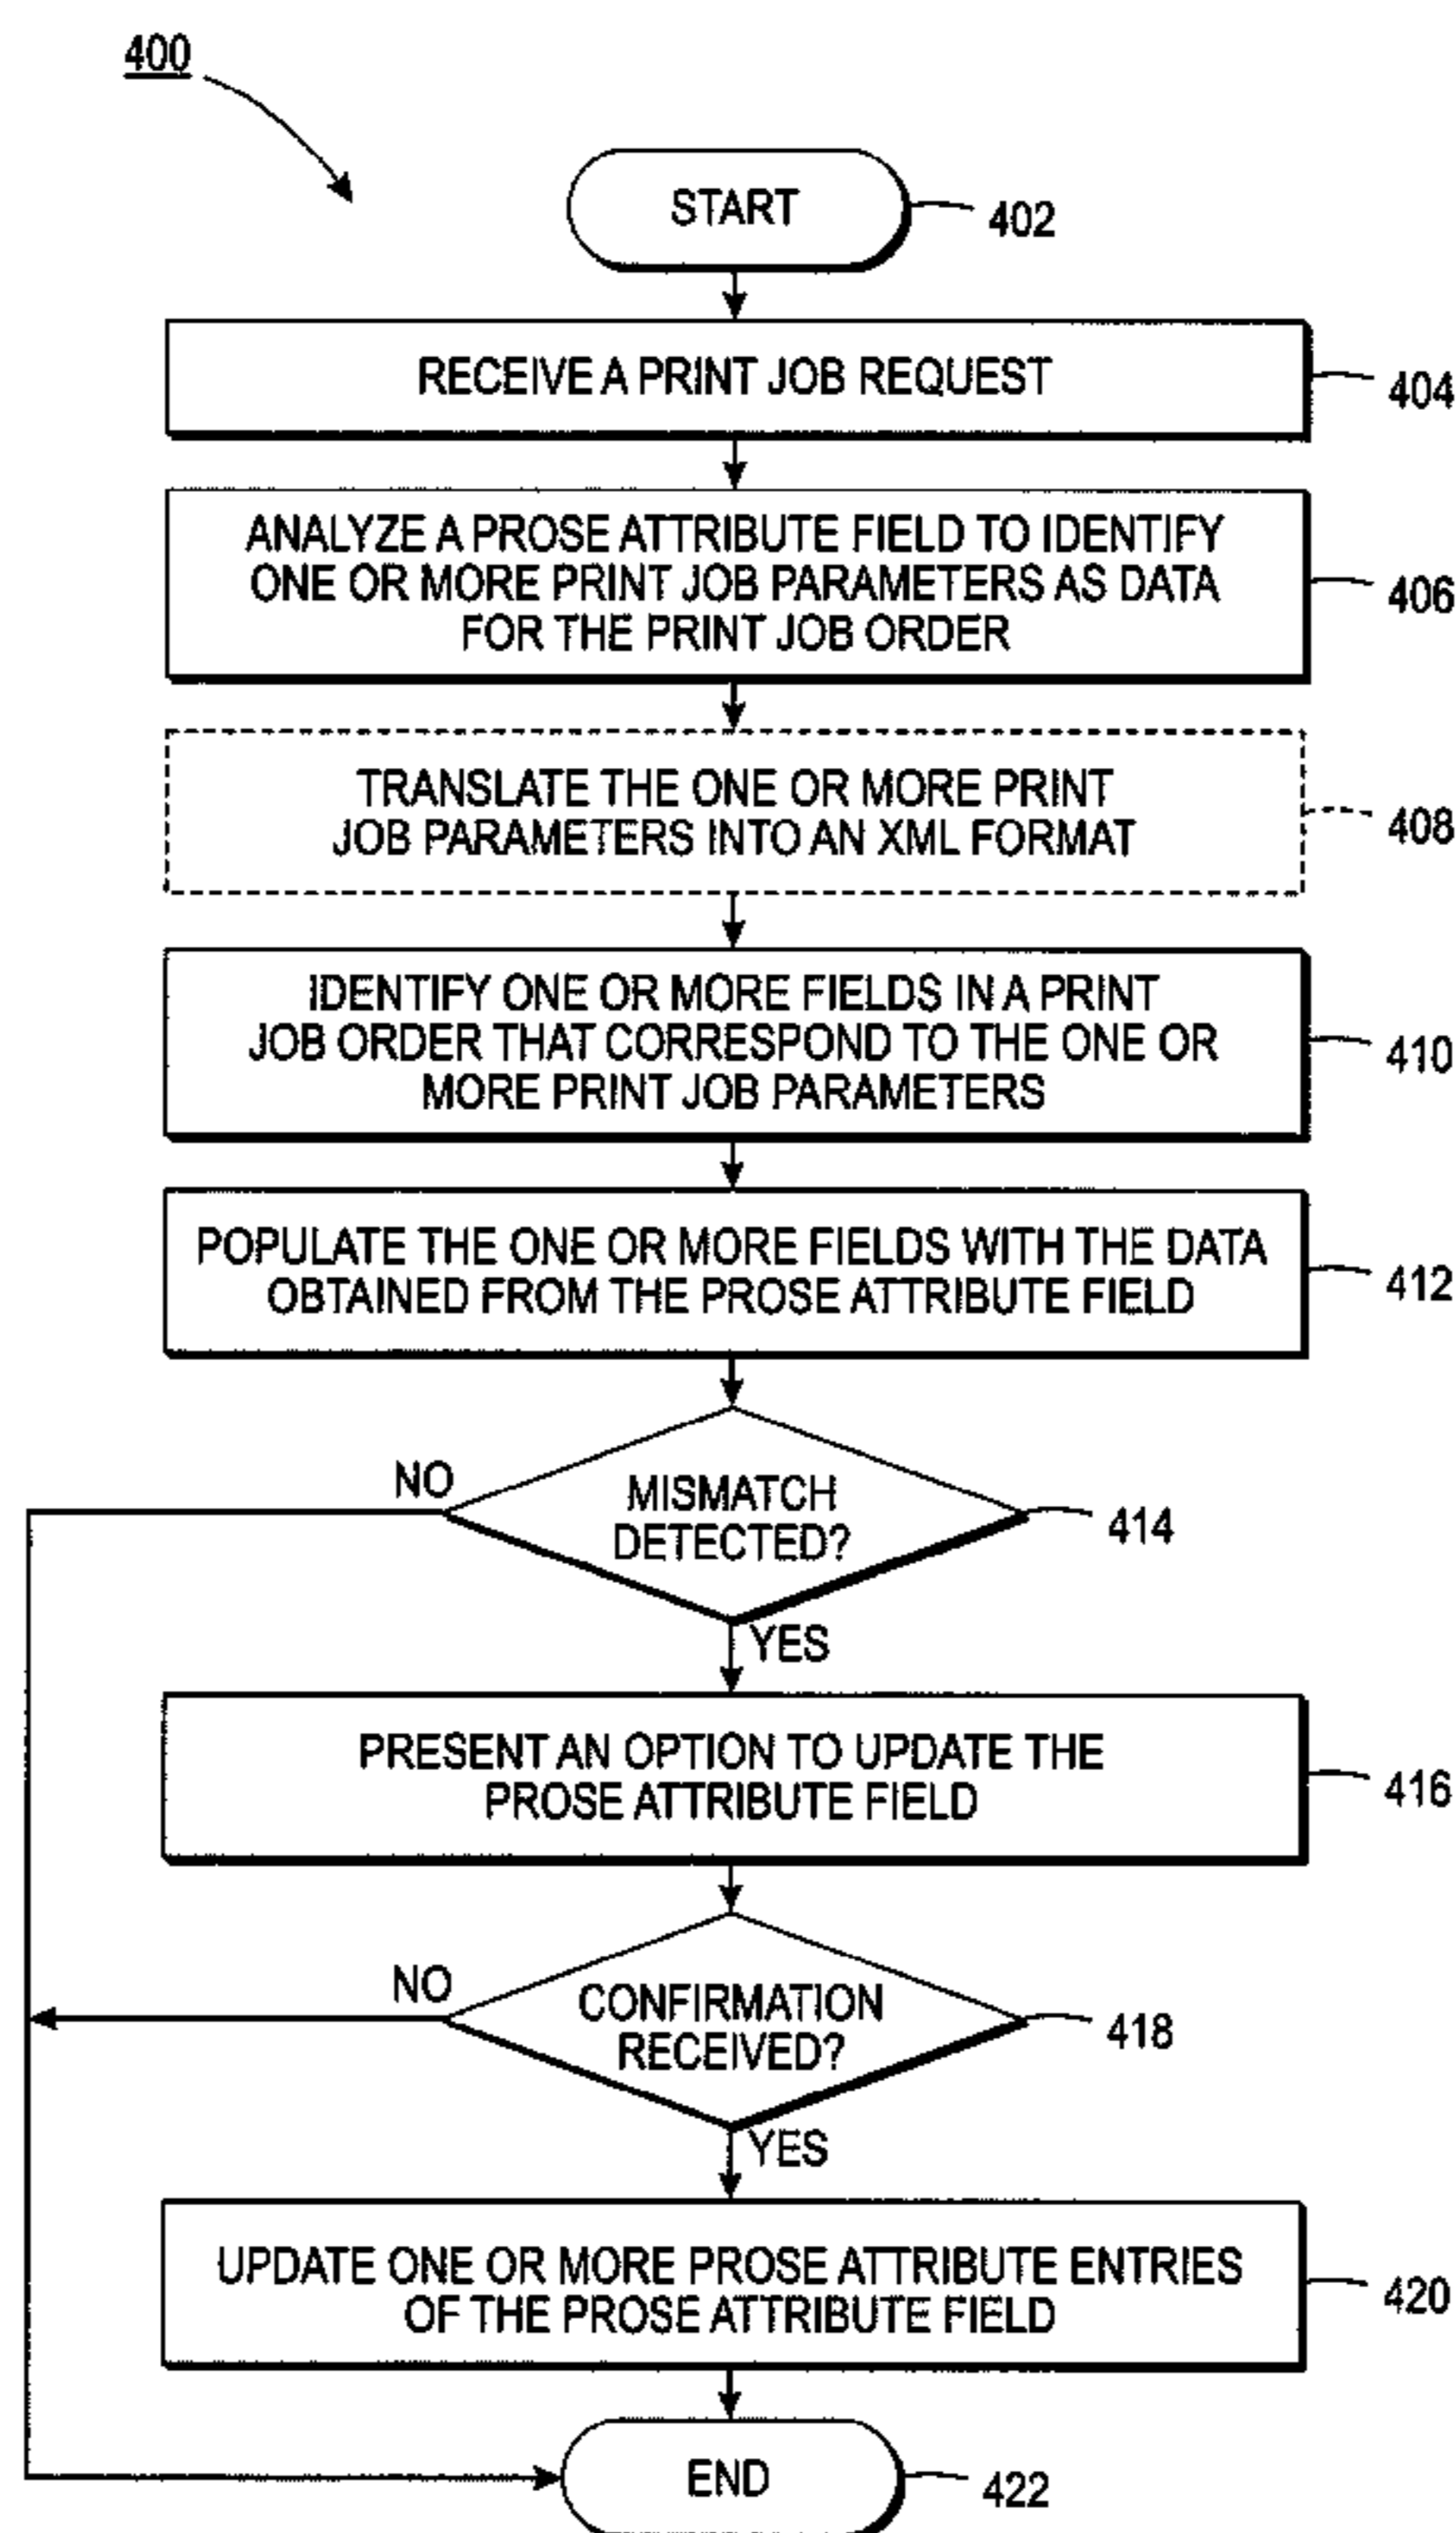 400
START
402
RECEIVE A PRINT JOB REQUEST
404
ANALYZE A PROSE ATTRIBUTE FIELD TO IDENTIFY
ONE OR MORE PRINT JOB PARAMETERS AS DATA
FOR THE PRINT JOB ORDER
406
TRANSLATE THE ONE OR MORE PRINT
JOB PARAMETERS INTO AN XML FORMAT
408
IDENTIFY ONE OR MORE FIELDS IN A PRINT
JOB ORDER THAT CORRESPOND TO THE ONE OR
MORE PRINT JOB PARAMETERS
410
POPULATE THE ONE OR MORE FIELDS WITH THE DATA
OBTAINED FROM THE PROSE ATTRIBUTE FIELD
412
NO
MISMATCH
DETECTED?
414
YES
PRESENT AN OPTION TO UPDATE THE
PROSE ATTRIBUTE FIELD
416
NO
CONFIRMATION
RECEIVED?
418
YES
UPDATE ONE OR MORE PROSE ATTRIBUTE ENTRIES
OF THE PROSE ATTRIBUTE FIELD
420
END
422